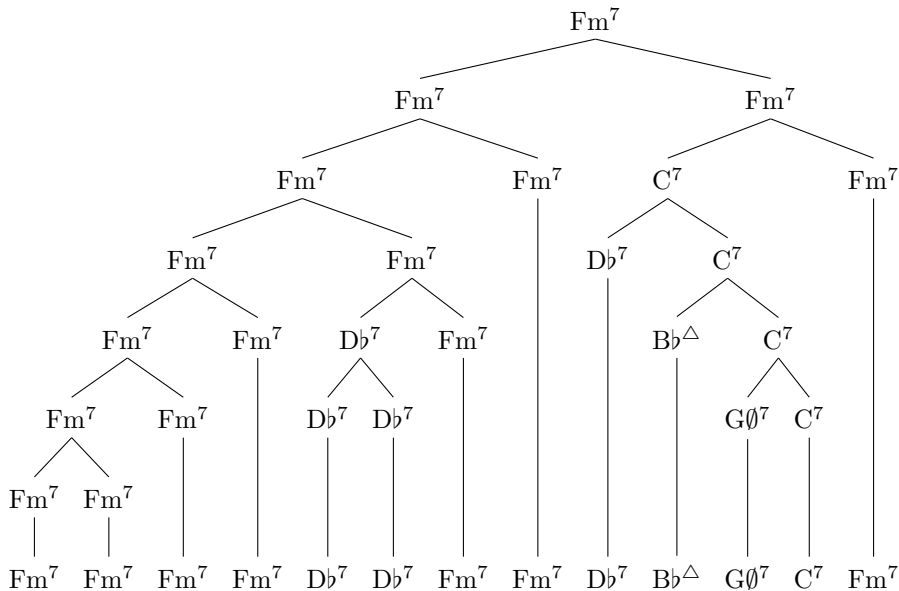 Fm⁷
Fm⁷ Fm⁷
Fm⁷ Fm⁷ C⁷ Fm⁷
Fm⁷ Fm⁷ D♭⁷ C⁷
Fm⁷ Fm⁷ D♭⁷ Fm⁷ B♭△ C⁷
Fm⁷ Fm⁷ D♭⁷ D♭⁷ G∅⁷ C⁷
Fm⁷ Fm⁷
Fm⁷ Fm⁷ Fm⁷ Fm⁷ D♭⁷ D♭⁷ Fm⁷ Fm⁷ D♭⁷ B♭△ G∅⁷ C⁷ Fm⁷